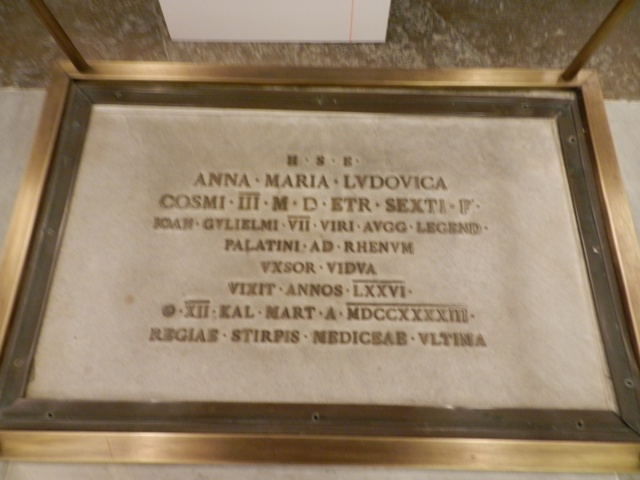 H · S · E ·
ANNA · MARIA · LVDOVICA
COSMI · III · M · D · ETR · SEXTI · F ·
IOAN · GVLIELMI · VII · VIRI · AVGG · LEGEND ·
PALATINI · AD · RHENVM
VXSOR · VIDVA
VIXIT · ANNOS · LXXVI ·
Θ · XII · KAL · MART · A · MDCCXXXXIII ·
REGIAE · STIRPIS · MEDICEAE · VLTIMA